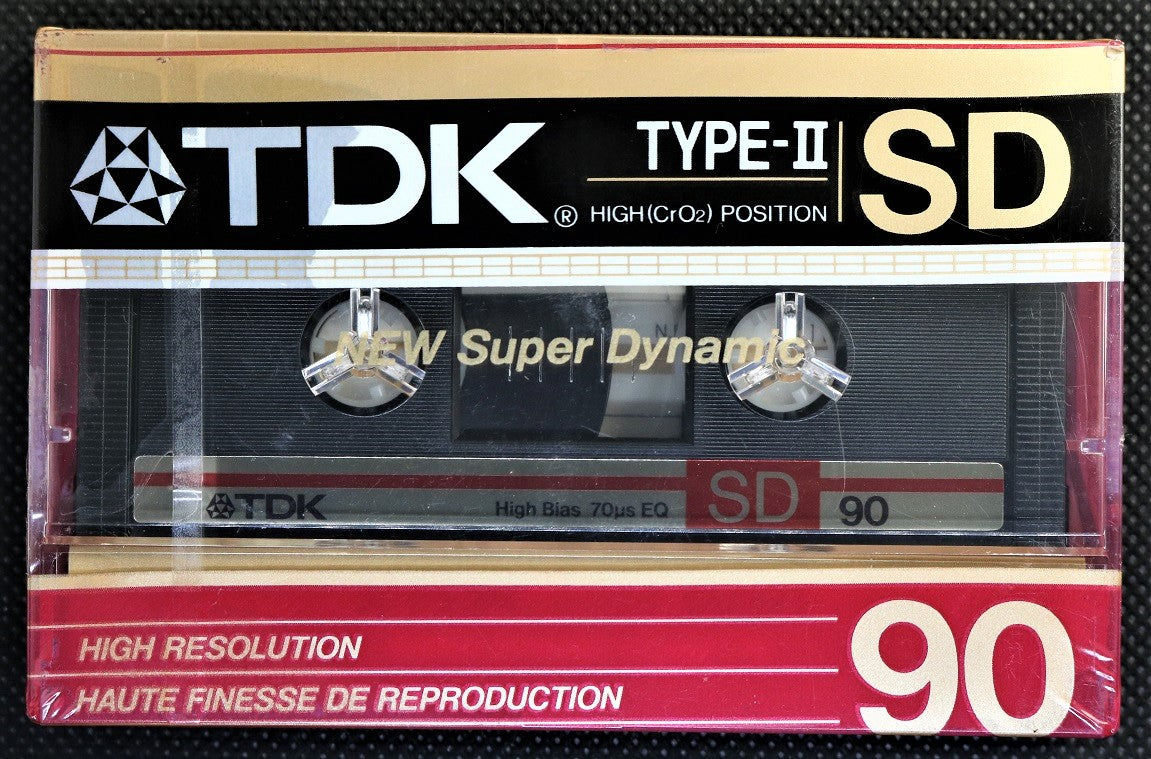 TDK® TYPE-II SD
HIGH (CrO₂) POSITION
NEW Super Dynamic
TDK High Bias 70µs EQ SD 90
HIGH RESOLUTION
HAUTE FINESSE DE REPRODUCTION
90